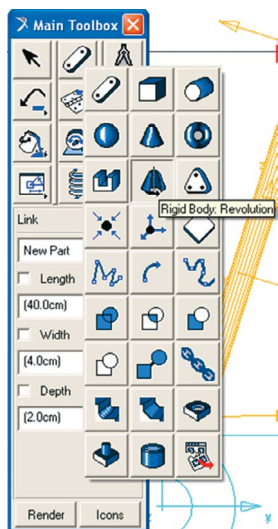 Main Toolbox
Rigid Body: Revolution
Link
New Part
Length
(40.0cm)
Width
(4.0cm)
Depth
(2.0cm)
Render
Icons